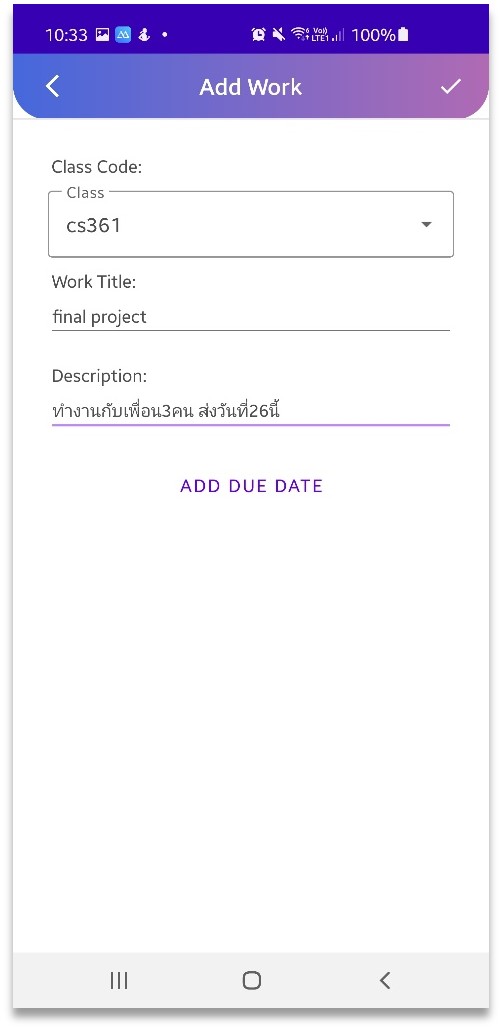 10:33
Vo))
LTE1
100%
Add Work
Class Code:
Class
cs361
Work Title:
final project
Description:
ทำงานกับเพื่อน3คน ส่งวันที่26นี้
ADD DUE DATE